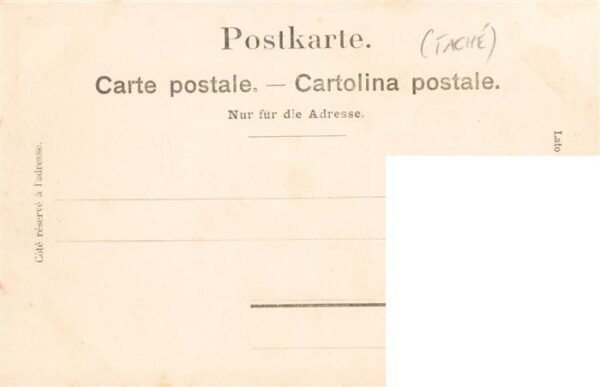 Postkarte.
(TACHÉ)
Carte postale. — Cartolina postale.
Nur für die Adresse.
Côté réservé à l'adresse.
Lato